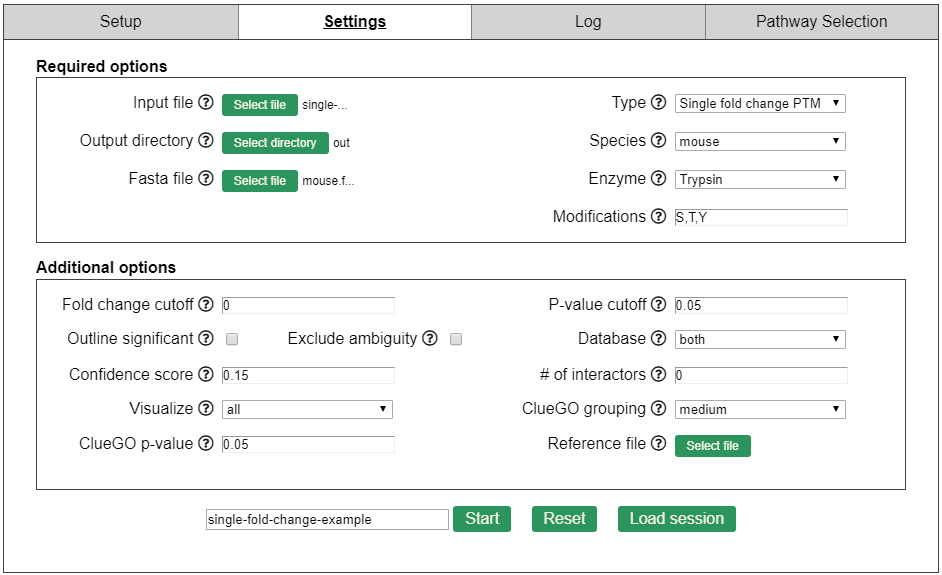 Setup Settings Log Pathway Selection
Required options
Input file ? Select file single-... Type ? Single fold change PTM
Output directory ? Select directory out Species ? mouse
Fasta file ? Select file mouse.f... Enzyme ? Trypsin
Modifications ? S,T,Y
Additional options
Fold change cutoff ? 0 P-value cutoff ? 0.05
Outline significant ? Exclude ambiguity ? Database ? both
Confidence score ? 0.15 # of interactors ? 0
Visualize ? all ClueGO grouping ? medium
ClueGO p-value ? 0.05 Reference file ? Select file
single-fold-change-example Start Reset Load session